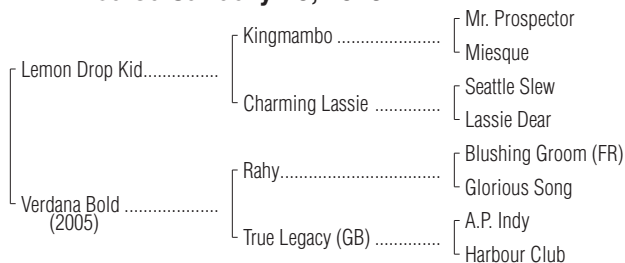 Mr. Prospector
Kingmambo ..................
Miesque
Lemon Drop Kid...............
Seattle Slew
Charming Lassie ..............
Lassie Dear
Blushing Groom (FR)
Rahy.................................
Glorious Song
Verdana Bold ...................
(2005)
A.P. Indy
True Legacy (GB) ..............
Harbour Club